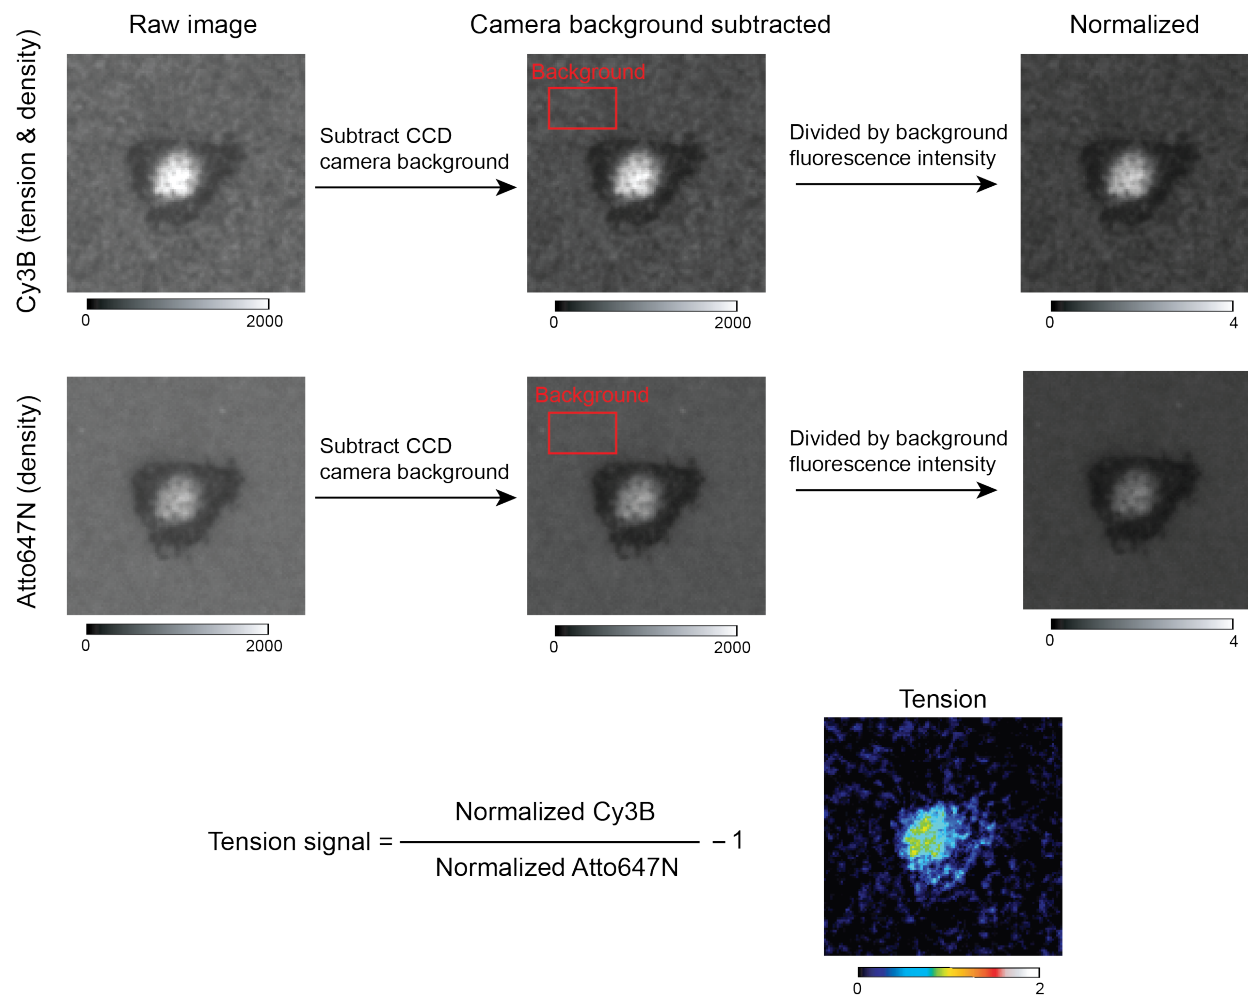 Raw image
Camera background subtracted
Normalized
Cy3B (tension & density)
Background
Subtract CCD
camera background
Divided by background
fluorescence intensity
0
2000
0
2000
0
4
Atto647N (density)
Background
Subtract CCD
camera background
Divided by background
fluorescence intensity
0
2000
0
2000
0
4
Tension
Normalized Cy3B
Tension signal = – 1
Normalized Atto647N
0
2